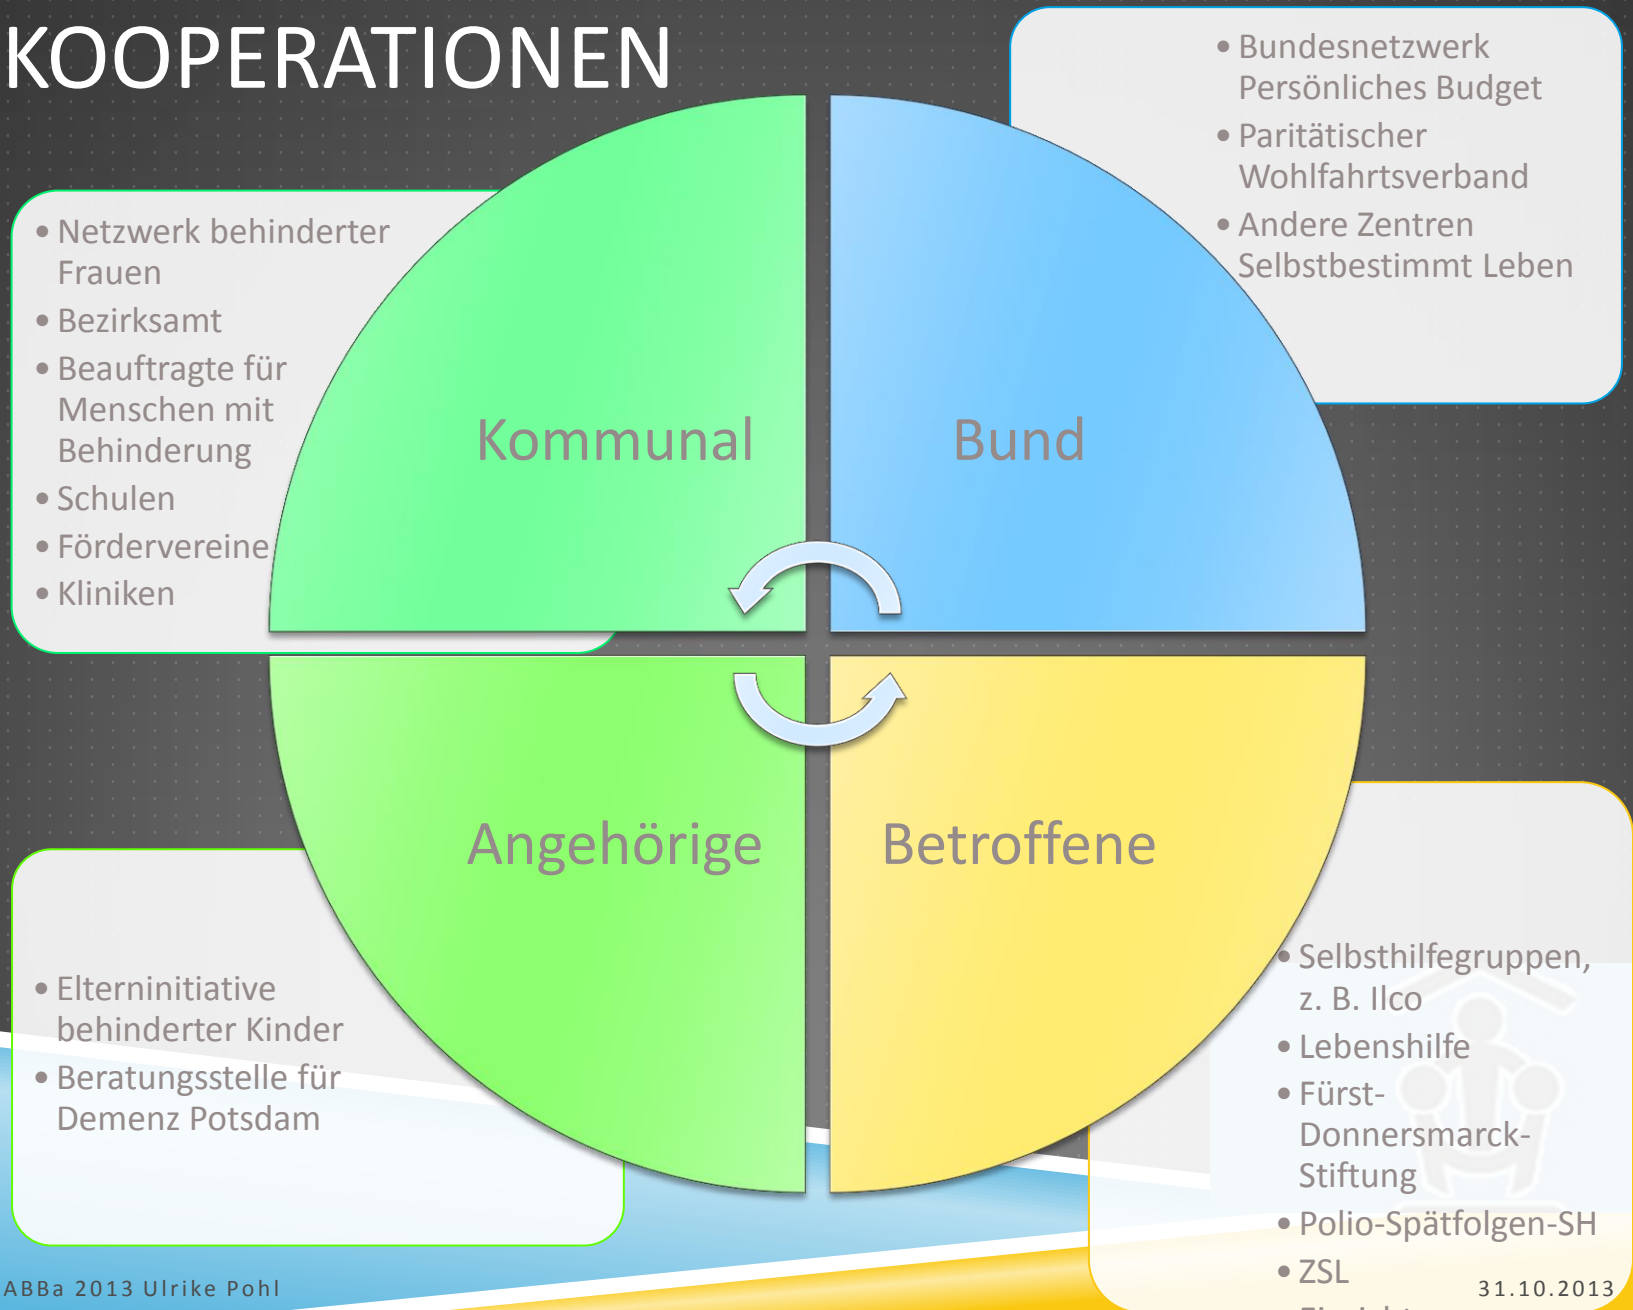 KOOPERATIONEN
• Netzwerk behinderter
Frauen
• Bezirksamt
• Beauftragte für
Menschen mit
Behinderung
• Schulen
• Fördervereine
• Kliniken
Kommunal
• Bundesnetzwerk
Persönliches Budget
• Paritätischer
Wohlfahrtsverband
• Andere Zentren
Selbstbestimmt Leben
Bund
Angehörige
• Elterninitiative
behinderter Kinder
• Beratungsstelle für
Demenz Potsdam
Betroffene
• Selbsthilfegruppen,
z. B. Ilco
• Lebenshilfe
• Fürst-
Donnersmarck-
Stiftung
• Polio-Spätfolgen-SH
• ZSL
ABBa 2013 Ulrike Pohl
31.10.2013